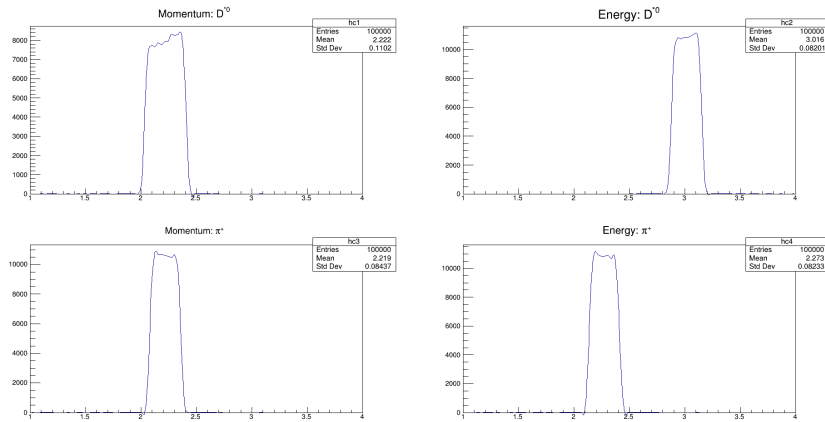 Momentum: D*0
hc1
Entries 100000
Mean 2.222
Std Dev 0.1102
8000
7000
6000
5000
4000
3000
2000
1000
0
1 1.5 2 2.5 3 3.5 4
Energy: D*0
hc2
Entries 100000
Mean 3.016
Std Dev 0.08201
10000
8000
6000
4000
2000
0
1 1.5 2 2.5 3 3.5 4
Momentum: π+
hc3
Entries 100000
Mean 2.219
Std Dev 0.08437
10000
8000
6000
4000
2000
0
1 1.5 2 2.5 3 3.5 4
Energy: π+
hc4
Entries 100000
Mean 2.273
Std Dev 0.08233
10000
8000
6000
4000
2000
0
1 1.5 2 2.5 3 3.5 4